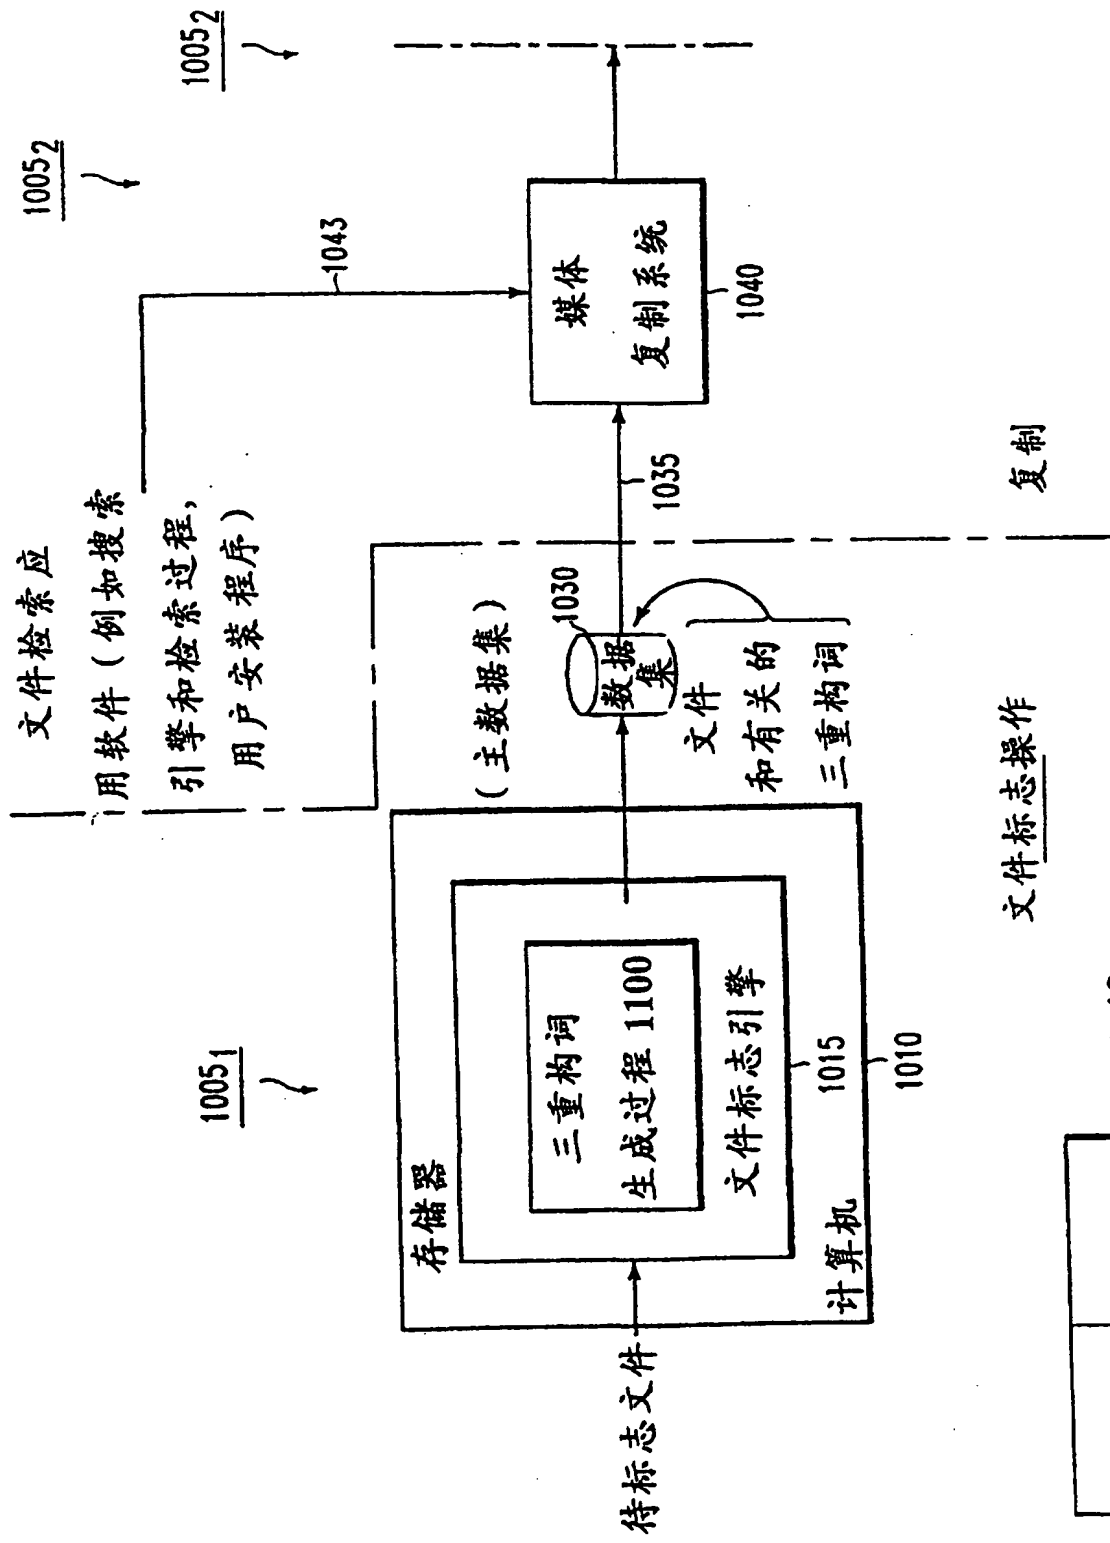 1005₁
存储器
待标志文件
三重构词
生成过程 1100
文件标志引擎
计算机
1015
1010
文件检索应
用软件 (例如搜索
引擎和检索过程,
用户安装程序)
(主数据集)
1030
数据
集
文件
和有关的
三重构词
文件标志操作
1035
1043
1005₂
1005₂
媒体
复制系统
1040
复制